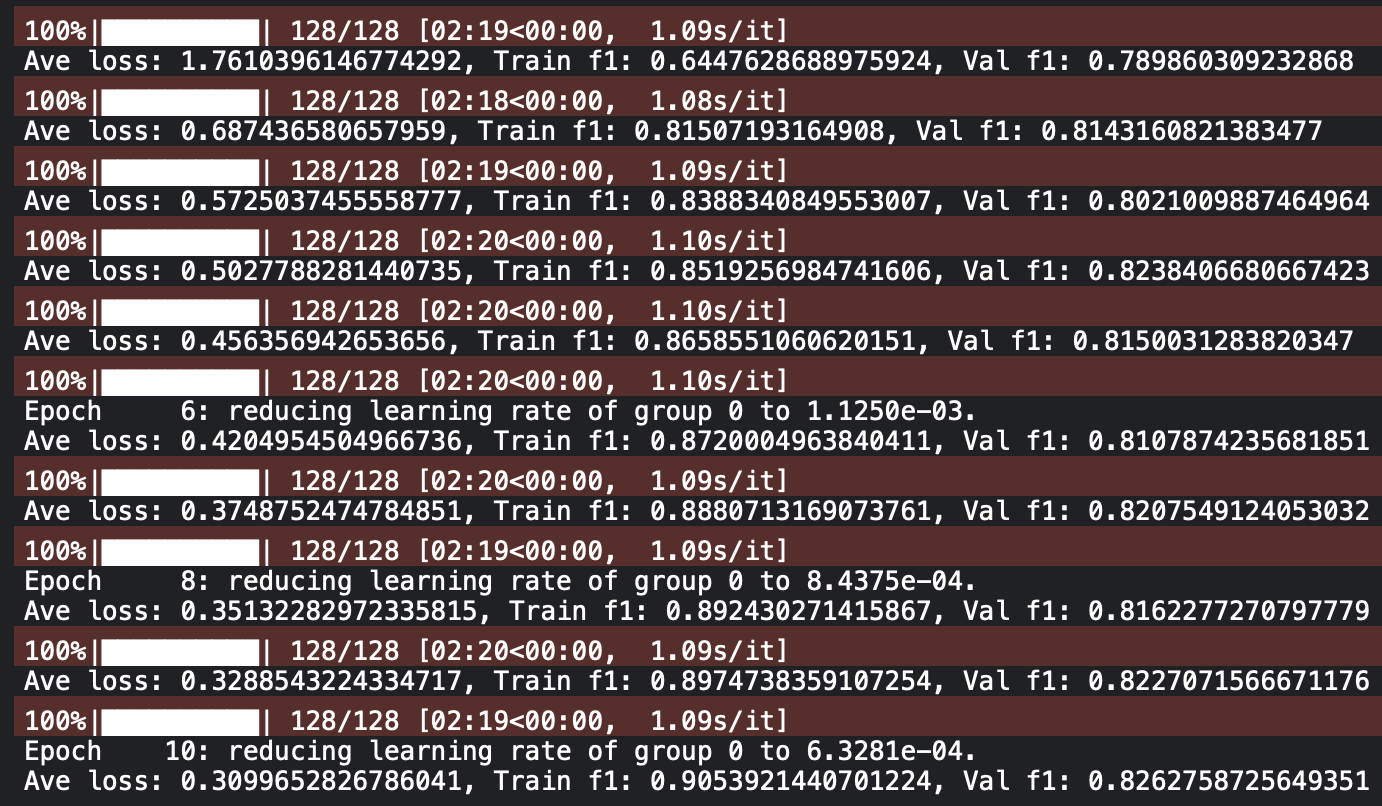 100%|██████████| 128/128 [02:19<00:00,  1.09s/it]
Ave loss: 1.7610396146774292, Train f1: 0.6447628688975924, Val f1: 0.789860309232868
100%|██████████| 128/128 [02:18<00:00,  1.08s/it]
Ave loss: 0.687436580657959, Train f1: 0.81507193164908, Val f1: 0.8143160821383477
100%|██████████| 128/128 [02:19<00:00,  1.09s/it]
Ave loss: 0.5725037455558777, Train f1: 0.8388340849553007, Val f1: 0.8021009887464964
100%|██████████| 128/128 [02:20<00:00,  1.10s/it]
Ave loss: 0.5027788281440735, Train f1: 0.8519256984741606, Val f1: 0.8238406680667423
100%|██████████| 128/128 [02:20<00:00,  1.10s/it]
Ave loss: 0.456356942653656, Train f1: 0.8658551060620151, Val f1: 0.8150031283820347
100%|██████████| 128/128 [02:20<00:00,  1.10s/it]
Epoch     6: reducing learning rate of group 0 to 1.1250e-03.
Ave loss: 0.4204954504966736, Train f1: 0.8720004963840411, Val f1: 0.8107874235681851
100%|██████████| 128/128 [02:20<00:00,  1.09s/it]
Ave loss: 0.3748752474784851, Train f1: 0.8880713169073761, Val f1: 0.8207549124053032
100%|██████████| 128/128 [02:19<00:00,  1.09s/it]
Epoch     8: reducing learning rate of group 0 to 8.4375e-04.
Ave loss: 0.35132282972335815, Train f1: 0.892430271415867, Val f1: 0.8162277270797779
100%|██████████| 128/128 [02:20<00:00,  1.09s/it]
Ave loss: 0.3288543224334717, Train f1: 0.8974738359107254, Val f1: 0.8227071566671176
100%|██████████| 128/128 [02:19<00:00,  1.09s/it]
Epoch    10: reducing learning rate of group 0 to 6.3281e-04.
Ave loss: 0.3099652826786041, Train f1: 0.9053921440701224, Val f1: 0.8262758725649351